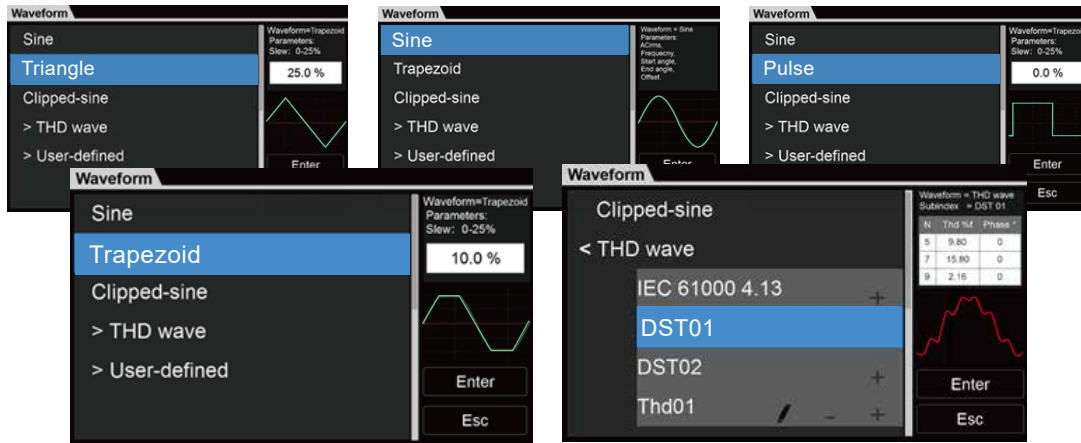 Waveform
Sine
Triangle
Clipped-sine
> THD wave
> User-defined
Waveform=Trapezoid
Parameters:
Slew: 0-25%
25.0 %
Enter
Waveform
Sine
Trapezoid
Clipped-sine
> THD wave
> User-defined
Waveform = Sine
Parameters:
ACrms,
Frequecny,
Start angle,
End angle,
Offset.
Enter
Waveform
Sine
Pulse
Clipped-sine
> THD wave
> User-defined
Waveform=Trapezo
Parameters:
Slew: 0-25%
0.0 %
Enter
Esc
Waveform
Sine
Trapezoid
Clipped-sine
> THD wave
> User-defined
Waveform=Trapezoid
Parameters:
Slew: 0-25%
10.0 %
Enter
Esc
Waveform
Clipped-sine
< THD wave
IEC 61000 4.13 +
DST01
DST02 +
Thd01 / - +
Waveform = THD wave
Subindex = DST 01
N Thd %f Phase °
5 9.80 0
7 15.80 0
9 2.16 0
Enter
Esc